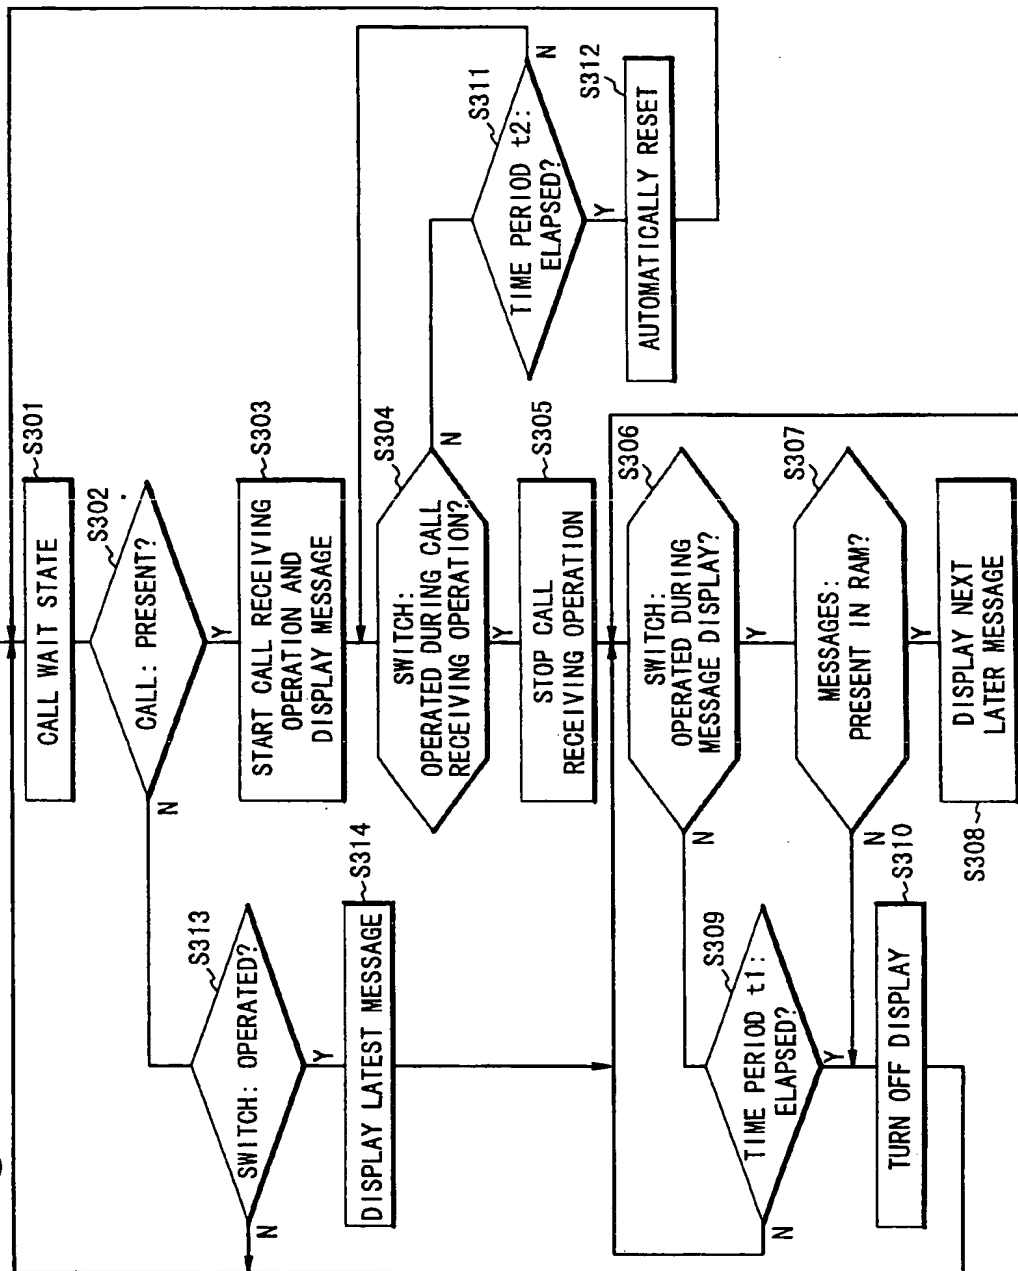 S301
CALL WAIT STATE
S302
CALL: PRESENT?
N
Y
S303
START CALL RECEIVING
OPERATION AND
DISPLAY MESSAGE
S304
SWITCH:
OPERATED DURING CALL
RECEIVING OPERATION?
N
Y
S305
STOP CALL
RECEIVING OPERATION
S306
SWITCH:
OPERATED DURING
MESSAGE DISPLAY?
N
Y
S307
MESSAGES:
PRESENT IN RAM?
N
Y
S308
DISPLAY NEXT
LATER MESSAGE
S309
TIME PERIOD t1:
ELAPSED?
N
Y
S310
TURN OFF DISPLAY
S311
TIME PERIOD t2:
ELAPSED?
N
Y
S312
AUTOMATICALLY RESET
S313
SWITCH: OPERATED?
N
Y
S314
DISPLAY LATEST MESSAGE